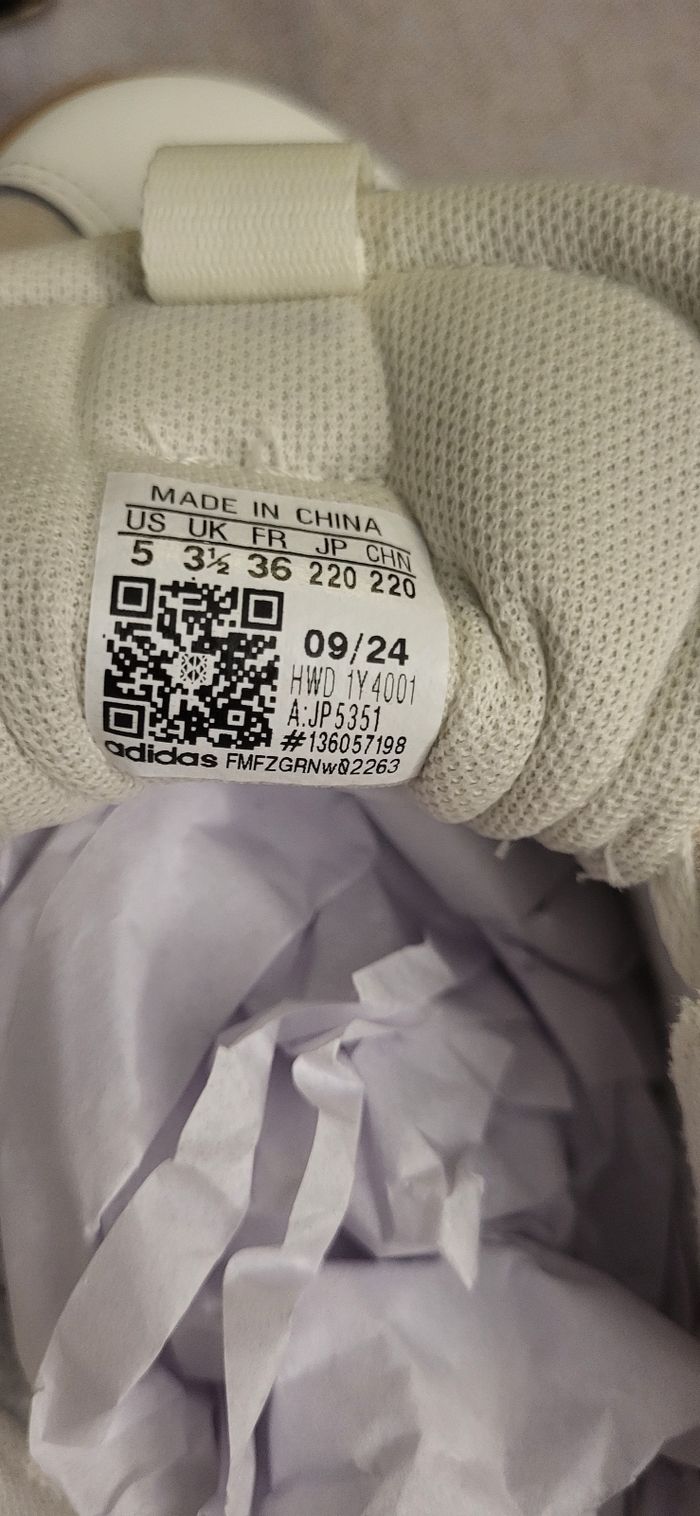 MADE IN CHINA
US UK FR JP CHN
5 3½ 36 220 220
09/24
HWD 1Y4001
A:JP5351
#136057198
adidas FMFZGRNw02263